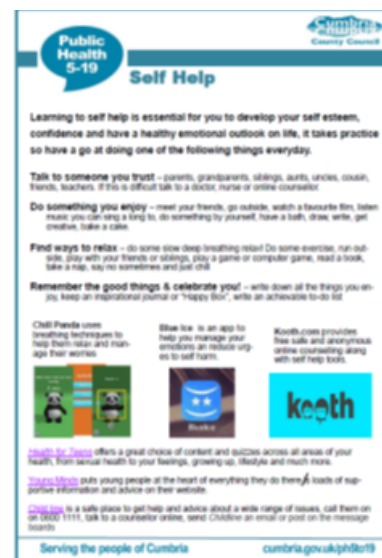 Cumbria
County Council
Public
Health
5-19
Self Help
Learning to self help is essential for you to develop your self esteem,
confidence and have a healthy emotional outlook on life, it takes practice
so have a go at doing one of the following things everyday.
Talk to someone you trust – parents, grandparents, siblings, aunts, uncles, cousin,
friends, teachers. If this is difficult talk to a doctor, nurse or online counsellor.
Do something you enjoy – meet your friends, go outside, watch a favourite film, listen
music you can sing a long to, do something by yourself, have a bath, draw, write, get
creative, bake a cake.
Find ways to relax – do some slow deep breathing relax! Do some exercise, run out-
side, play with your friends or siblings, play a game or computer game, read a book,
take a nap, say no sometimes and just chill
Remember the good things & celebrate you! – write down all the things you en-
joy, keep an inspirational journal or "Happy Box", write an achievable to-do list
Chill Panda uses
breathing techniques to
help them relax and man-
age their worries
Blue Ice is an app to
help you manage your
emotions an reduce urg-
es to self harm.
Kooth.com provides
free safe and anonymous
online counselling along
with self help tools.
BlueIce
kooth
Health for Teens offers a great choice of content and quizzes across all areas of your
health, from sexual health to your feelings, growing up, lifestyle and much more.
Young Minds puts young people at the heart of everything they do there loads of sup-
portive information and advice on their website.
Child line is a safe place to get help and advice about a wide range of issues, call them on
on 0800 1111, talk to a counselor online, send Childline an email or post on the message
boards
Serving the people of Cumbria
cumbria.gov.uk/ph5to19